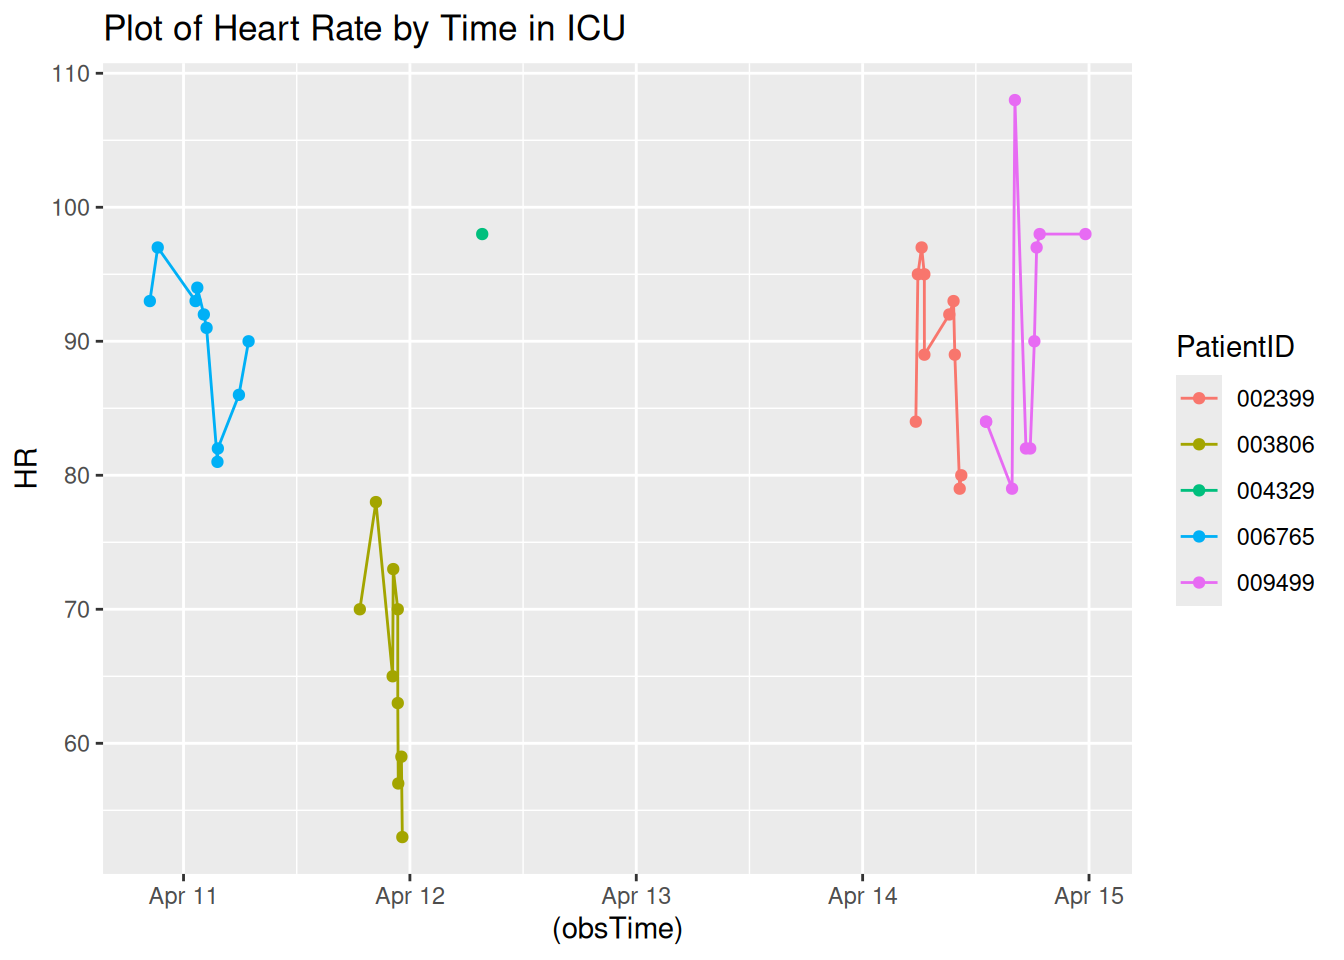 Plot of Heart Rate by Time in ICU
110
100
90
80
70
60
HR
Apr 11
Apr 12
Apr 13
Apr 14
Apr 15
(obsTime)
PatientID
002399
003806
004329
006765
009499